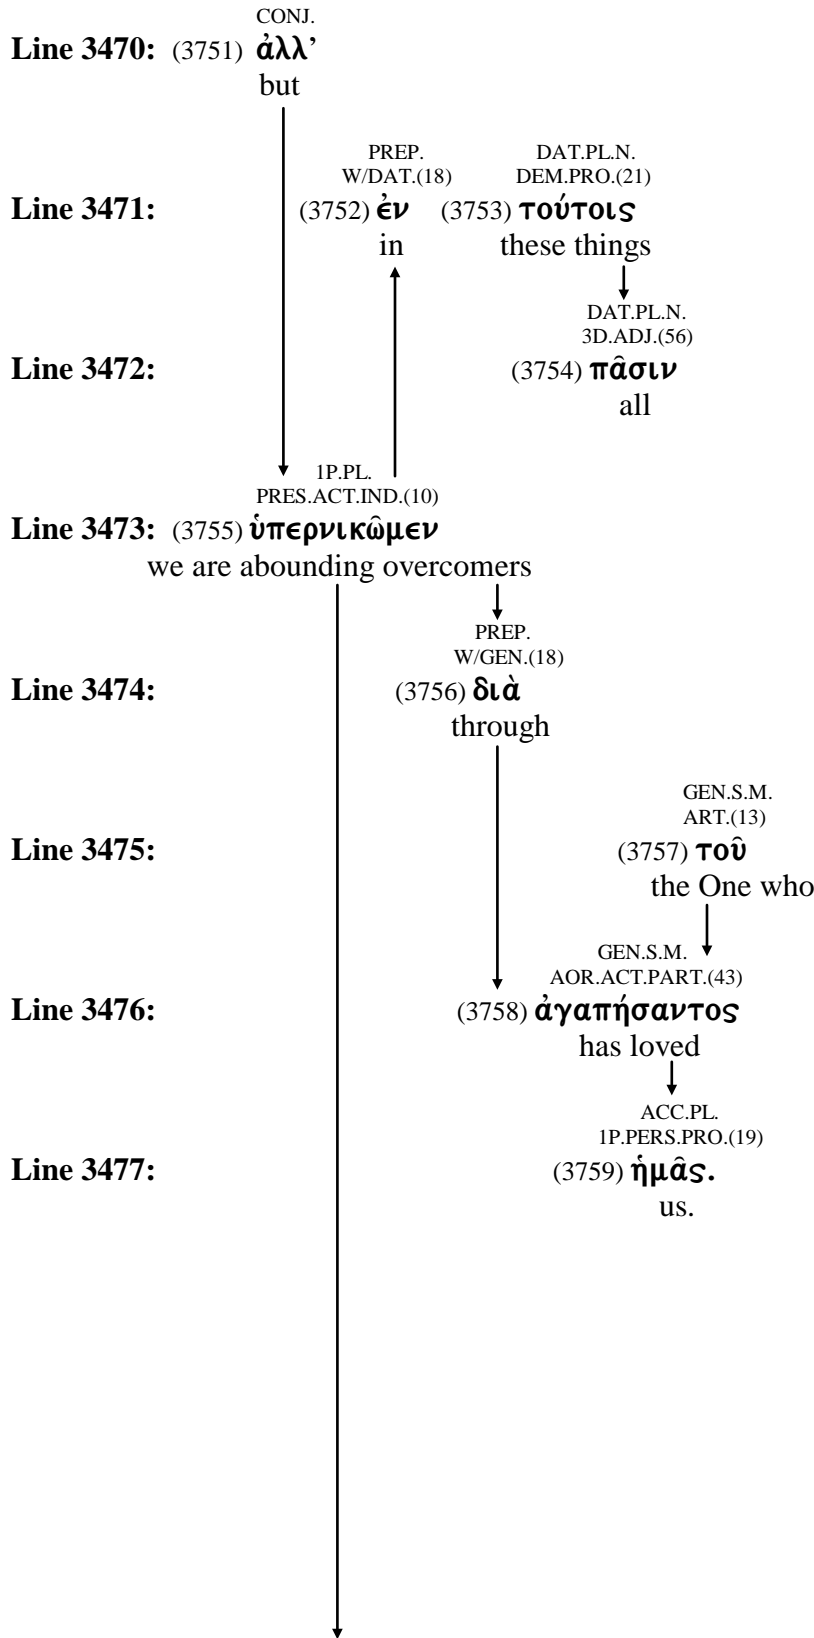 CONJ.
Line 3470: (3751) ἀλλ’
but
PREP. DAT.PL.N.
W/DAT.(18) DEM.PRO.(21)
Line 3471: (3752) ἐν (3753) τούτοις
in these things
DAT.PL.N.
3D.ADJ.(56)
Line 3472: (3754) πᾶσιν
all
1P.PL.
PRES.ACT.IND.(10)
Line 3473: (3755) ὑπερνικῶμεν
we are abounding overcomers
PREP.
W/GEN.(18)
Line 3474: (3756) διὰ
through
GEN.S.M.
ART.(13)
Line 3475: (3757) τοῦ
the One who
GEN.S.M.
AOR.ACT.PART.(43)
Line 3476: (3758) ἀγαπήσαντος
has loved
ACC.PL.
1P.PERS.PRO.(19)
Line 3477: (3759) ἡμᾶς.
us.